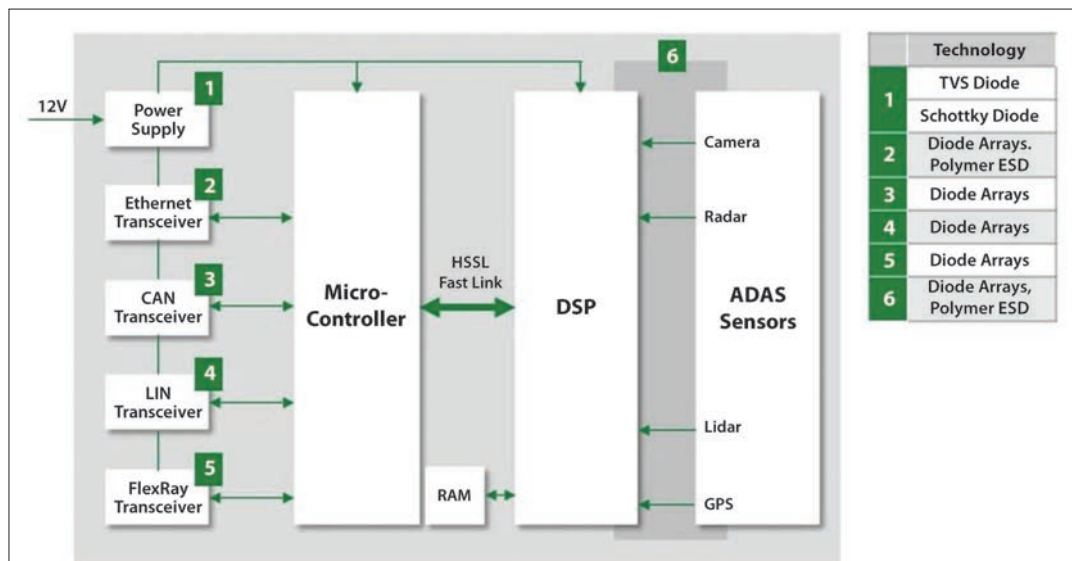 12V
1
Power
Supply
2
Ethernet
Transceiver
3
CAN
Transceiver
4
LIN
Transceiver
5
FlexRay
Transceiver
Micro-
Controller
HSSL
Fast Link
RAM
DSP
6
Camera
Radar
Lidar
GPS
ADAS
Sensors
Technology
1
TVS Diode
Schottky Diode
2
Diode Arrays.
Polymer ESD
3
Diode Arrays
4
Diode Arrays
5
Diode Arrays
6
Diode Arrays,
Polymer ESD